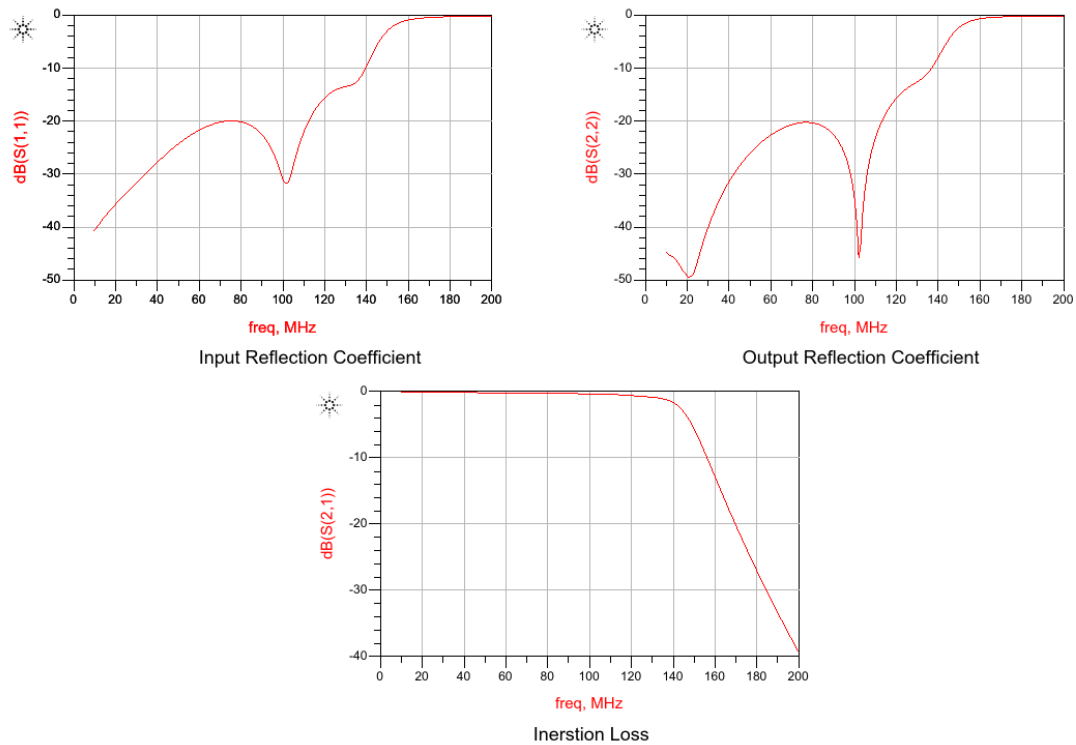 0
-10
-20
-30
-40
-50
dB(S(1,1))
0 20 40 60 80 100 120 140 160 180 200
freq, MHz
Input Reflection Coefficient
0
-10
-20
-30
-40
-50
dB(S(2,2))
0 20 40 60 80 100 120 140 160 180 200
freq, MHz
Output Reflection Coefficient
0
-10
-20
-30
-40
dB(S(2,1))
0 20 40 60 80 100 120 140 160 180 200
freq, MHz
Inerstion Loss